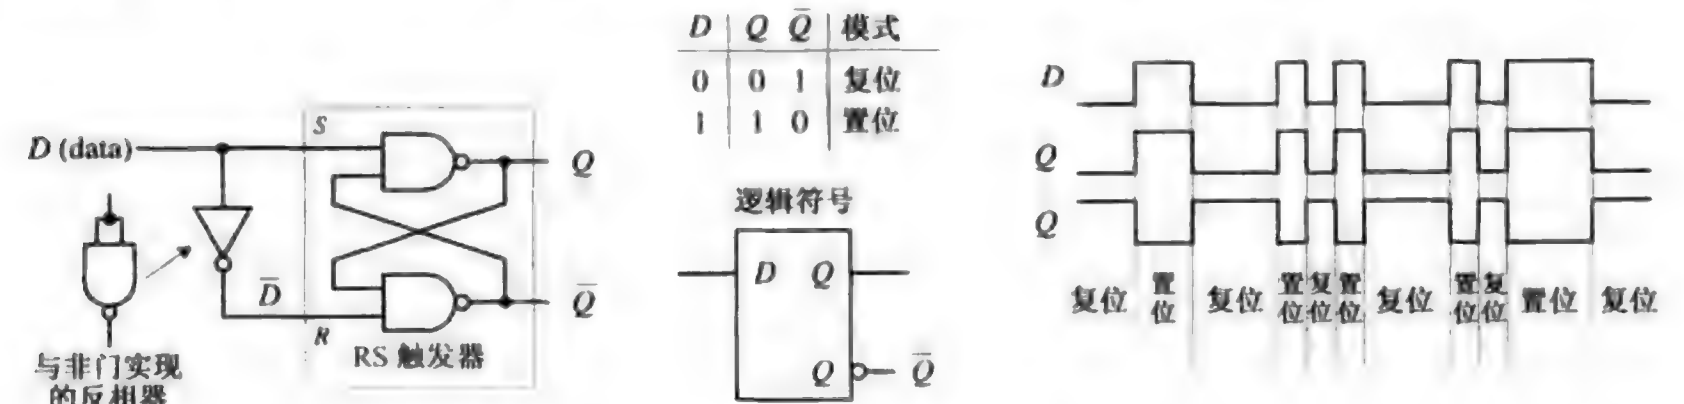 D (data)
S
Q
D̅
R
Q̅
RS 触发器
与非门实现
的反相器
D Q Q̅ 模式
0 0 1 复位
1 1 0 置位
逻辑符号
D Q
Q Q̅
D
Q
Q
复位 置位 复位 置位 复位 置位 复位 置位 复位 置位 复位